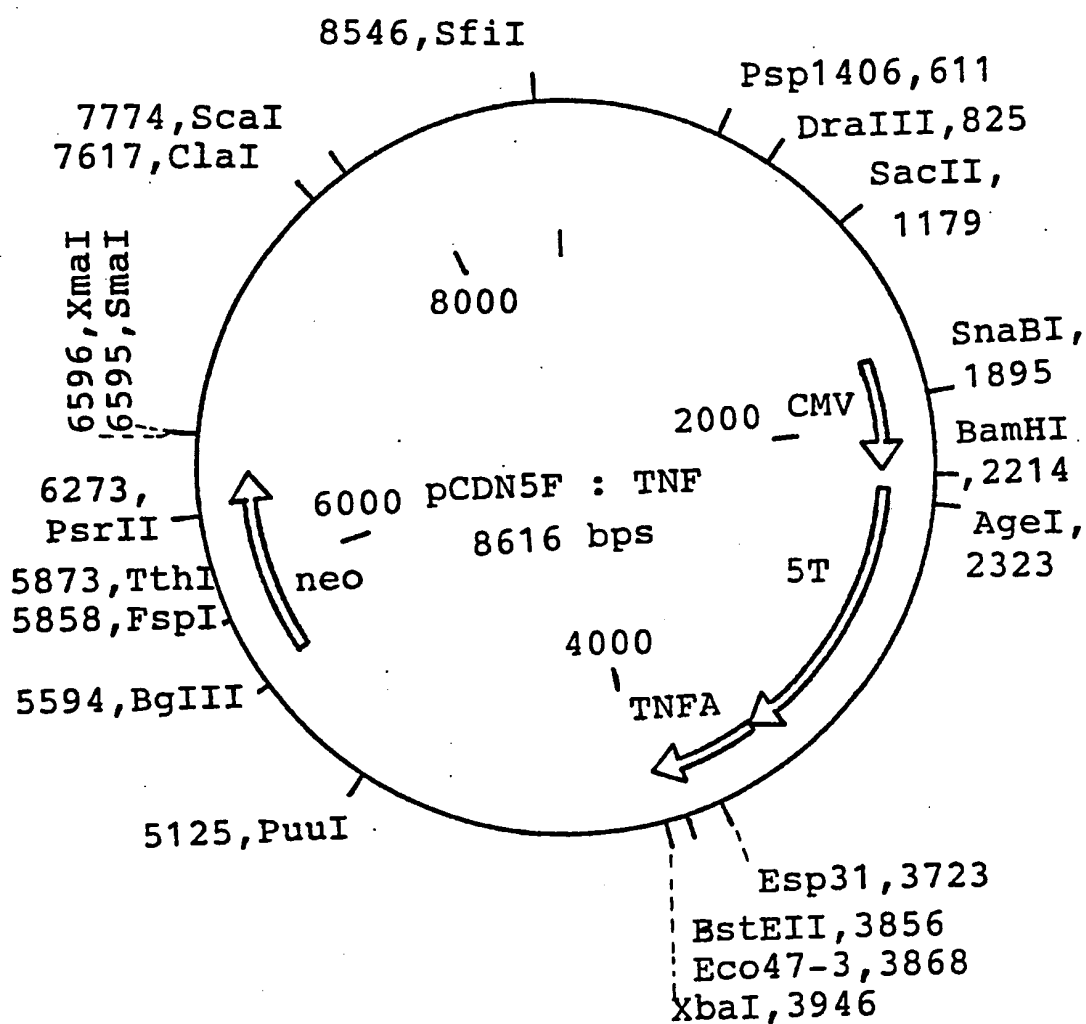 8546,SfiI
Psp1406,611
DraIII,825
SacII,
1179
7774,ScaI
7617,ClaI
8000
6596,XmaI
6595,SmaI
SnaBI,
1895
2000
CMV
BamHI
,2214
AgeI,
2323
6273,
PsrII
6000
pCDN5F : TNF
8616 bps
5873,TthI
5858,FspI
neo
5T
4000
5594,BgIII
TNFA
5125,PuuI
Esp31,3723
BstEII,3856
Eco47-3,3868
XbaI,3946